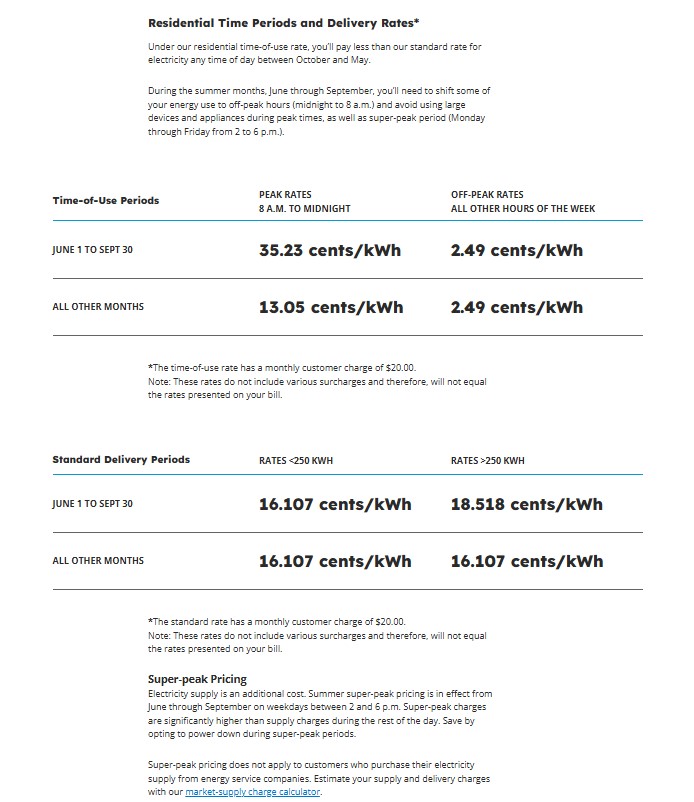 Residential Time Periods and Delivery Rates*
Under our residential time-of-use rate, you'll pay less than our standard rate for
electricity any time of day between October and May.
During the summer months, June through September, you'll need to shift some of
your energy use to off-peak hours (midnight to 8 a.m.) and avoid using large
devices and appliances during peak times, as well as super-peak period (Monday
through Friday from 2 to 6 p.m.).
Time-of-Use Periods
PEAK RATES
8 A.M. TO MIDNIGHT
OFF-PEAK RATES
ALL OTHER HOURS OF THE WEEK
JUNE 1 TO SEPT 30
35.23 cents/kWh
2.49 cents/kWh
ALL OTHER MONTHS
13.05 cents/kWh
2.49 cents/kWh
*The time-of-use rate has a monthly customer charge of $20.00.
Note: These rates do not include various surcharges and therefore, will not equal
the rates presented on your bill.
Standard Delivery Periods
RATES <250 KWH
RATES >250 KWH
JUNE 1 TO SEPT 30
16.107 cents/kWh
18.518 cents/kWh
ALL OTHER MONTHS
16.107 cents/kWh
16.107 cents/kWh
*The standard rate has a monthly customer charge of $20.00.
Note: These rates do not include various surcharges and therefore, will not equal
the rates presented on your bill.
Super-peak Pricing
Electricity supply is an additional cost. Summer super-peak pricing is in effect from
June through September on weekdays between 2 and 6 p.m. Super-peak charges
are significantly higher than supply charges during the rest of the day. Save by
opting to power down during super-peak periods.
Super-peak pricing does not apply to customers who purchase their electricity
supply from energy service companies. Estimate your supply and delivery charges
with our market-supply charge calculator.